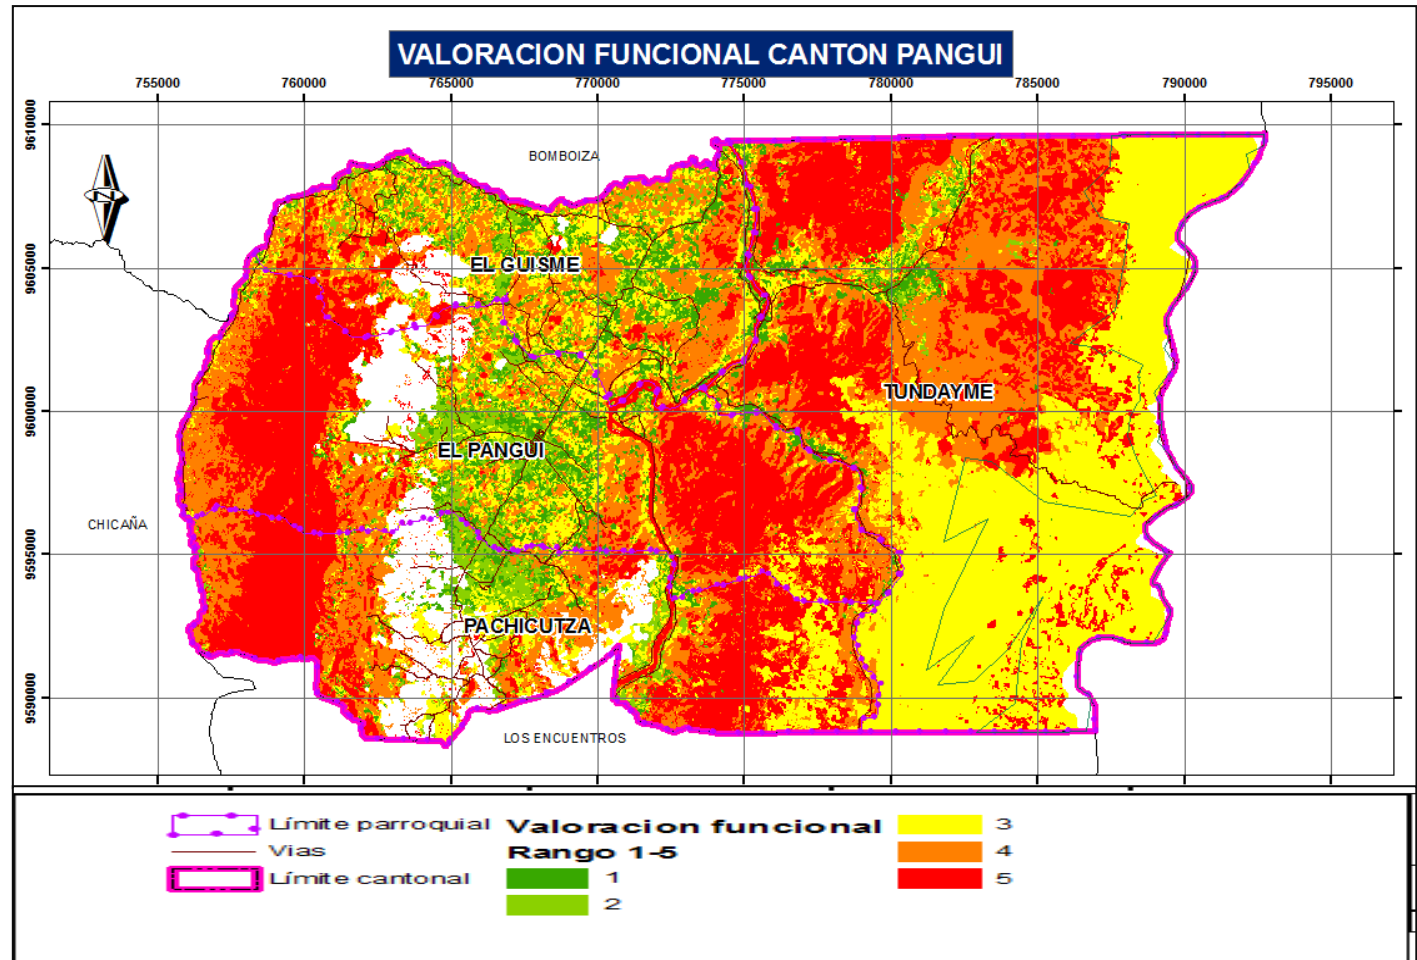 VALORACION FUNCIONAL CANTON PANGUI
755000 760000 765000 770000 775000 780000 785000 790000 795000
9610000
9605000
9600000
9595000
9590000
N
BOMBOIZA
EL GUISME
TUNDAYME
EL PANGUI
CHICAÑA
PACHICUTZA
LOS ENCUENTROS
Límite parroquial
Vias
Límite cantonal
Valoracion funcional
Rango 1-5
1
2
3
4
5